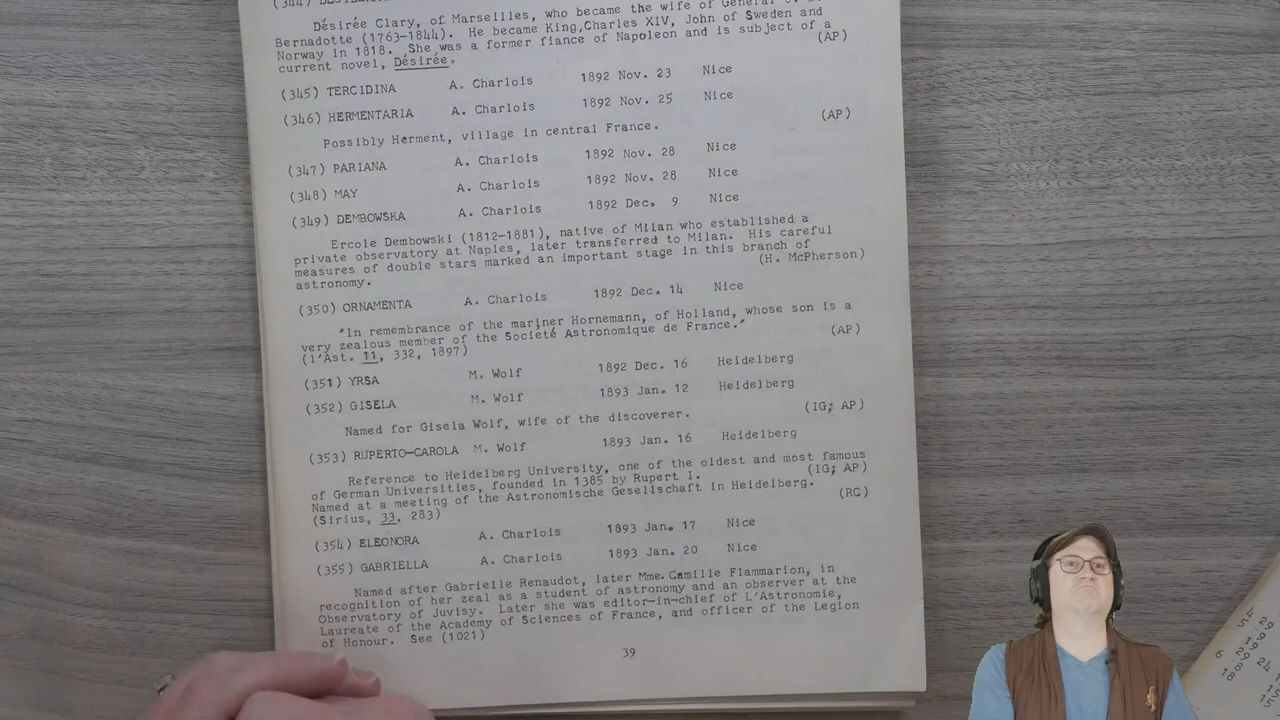 (344)
Désirée Clary, of Marseilles, who became the wife of General J.
Bernadotte (1763-1844). He became King,Charles XIV, John of Sweden and
Norway in 1818. She was a former fiance of Napoleon and is subject of a
current novel, Désirée. (AP)
(345) TERCIDINA A. Charlois 1892 Nov. 23 Nice
(346) HERMENTARIA A. Charlois 1892 Nov. 25 Nice
Possibly Herment, village in central France. (AP)
(347) PARIANA A. Charlois 1892 Nov. 28 Nice
(348) MAY A. Charlois 1892 Nov. 28 Nice
(349) DEMBOWSKA A. Charlois 1892 Dec. 9 Nice
Ercole Dembowski (1812-1881), native of Milan who established a
private observatory at Naples, later transferred to Milan. His careful
measures of double stars marked an important stage in this branch of
astronomy. (H. McPherson)
(350) ORNAMENTA A. Charlois 1892 Dec. 14 Nice
"In remembrance of the mariner Hornemann, of Holland, whose son is a
very zealous member of the Societé Astronomique de France."
(l'Ast. 11, 332, 1897) (AP)
(351) YRSA M. Wolf 1892 Dec. 16 Heidelberg
(352) GISELA M. Wolf 1893 Jan. 12 Heidelberg
Named for Gisela Wolf, wife of the discoverer. (IG; AP)
(353) RUPERTO-CAROLA M. Wolf 1893 Jan. 16 Heidelberg
Reference to Heidelberg University, one of the oldest and most famous
of German Universities, founded in 1385 by Rupert I. (IG; AP)
Named at a meeting of the Astronomische Gesellschaft in Heidelberg.
(Sirius, 33, 283) (RC)
(354) ELEONORA A. Charlois 1893 Jan. 17 Nice
(355) GABRIELLA A. Charlois 1893 Jan. 20 Nice
Named after Gabrielle Renaudot, later Mme. Camille Flammarion, in
recognition of her zeal as a student of astronomy and an observer at the
Observatory of Juvisy. Later she was editor-in-chief of L'Astronomie,
Laureate of the Academy of Sciences of France, and officer of the Legion
of Honour. See (1021)
39